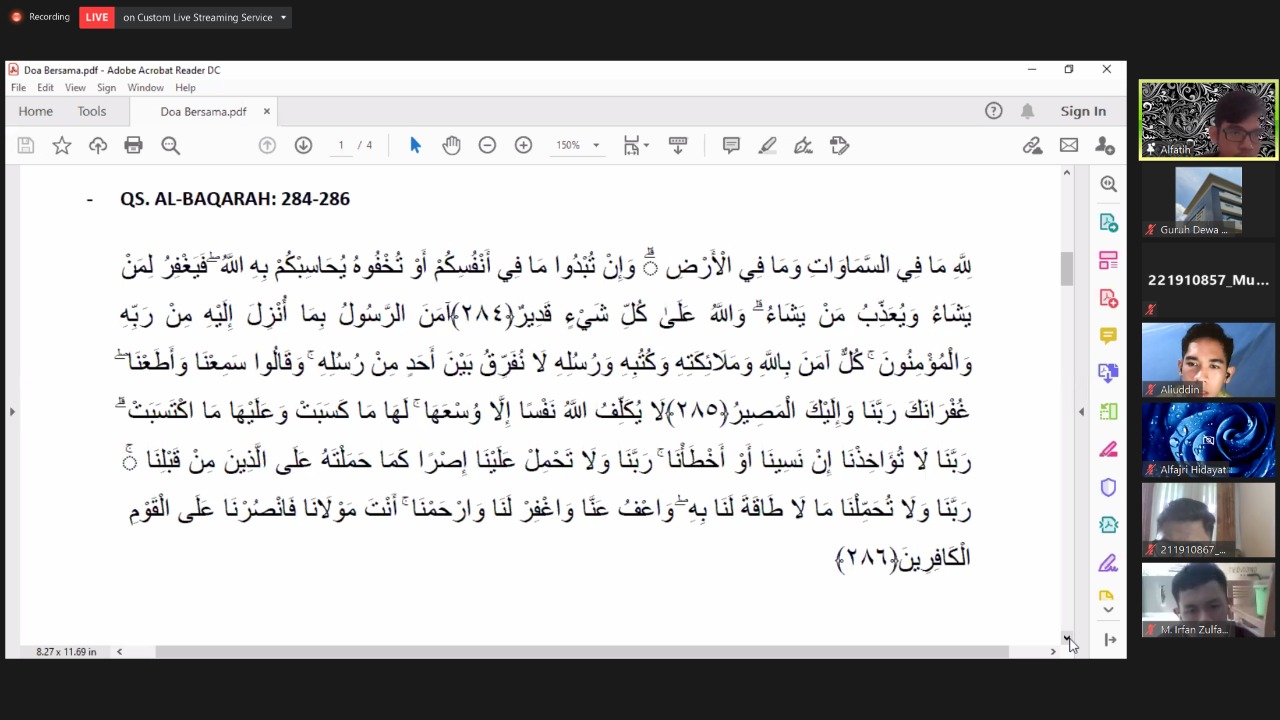 Recording
LIVE on Custom Live Streaming Service
Doa Bersama.pdf - Adobe Acrobat Reader DC
File Edit View Sign Window Help
Home Tools Doa Bersama.pdf × Sign In
1 / 4 150%
- QS. AL-BAQARAH: 284-286
لِلَّهِ مَا فِي السَّمَاوَاتِ وَمَا فِي الْأَرْضِ ۗ وَإِنْ تُبْدُوا مَا فِي أَنْفُسِكُمْ أَوْ تُخْفُوهُ يُحَاسِبْكُمْ بِهِ اللَّهُ ۖ فَيَغْفِرُ لِمَنْ
يَشَاءُ وَيُعَذِّبُ مَنْ يَشَاءُ ۗ وَاللَّهُ عَلَىٰ كُلِّ شَيْءٍ قَدِيرٌ﴿٢٨٤﴾آمَنَ الرَّسُولُ بِمَا أُنْزِلَ إِلَيْهِ مِنْ رَبِّهِ
وَالْمُؤْمِنُونَ ۚ كُلٌّ آمَنَ بِاللَّهِ وَمَلَائِكَتِهِ وَكُتُبِهِ وَرُسُلِهِ لَا نُفَرِّقُ بَيْنَ أَحَدٍ مِنْ رُسُلِهِ ۚ وَقَالُوا سَمِعْنَا وَأَطَعْنَا ۖ
غُفْرَانَكَ رَبَّنَا وَإِلَيْكَ الْمَصِيرُ﴿٢٨٥﴾لَا يُكَلِّفُ اللَّهُ نَفْسًا إِلَّا وُسْعَهَا ۚ لَهَا مَا كَسَبَتْ وَعَلَيْهَا مَا اكْتَسَبَتْ ۗ
رَبَّنَا لَا تُؤَاخِذْنَا إِنْ نَسِينَا أَوْ أَخْطَأْنَا ۚ رَبَّنَا وَلَا تَحْمِلْ عَلَيْنَا إِصْرًا كَمَا حَمَلْتَهُ عَلَى الَّذِينَ مِنْ قَبْلِنَا ۚ
رَبَّنَا وَلَا تُحَمِّلْنَا مَا لَا طَاقَةَ لَنَا بِهِ ۖ وَاعْفُ عَنَّا وَاغْفِرْ لَنَا وَارْحَمْنَا ۚ أَنْتَ مَوْلَانَا فَانْصُرْنَا عَلَى الْقَوْمِ
الْكَافِرِينَ﴿٢٨٦﴾
8.27 x 11.69 in
Alfatih
Guruh Dewa ...
221910857_Mu...
Aliuddin
Alfajri Hidayat
211910867_...
M. Irfan Zulfa...